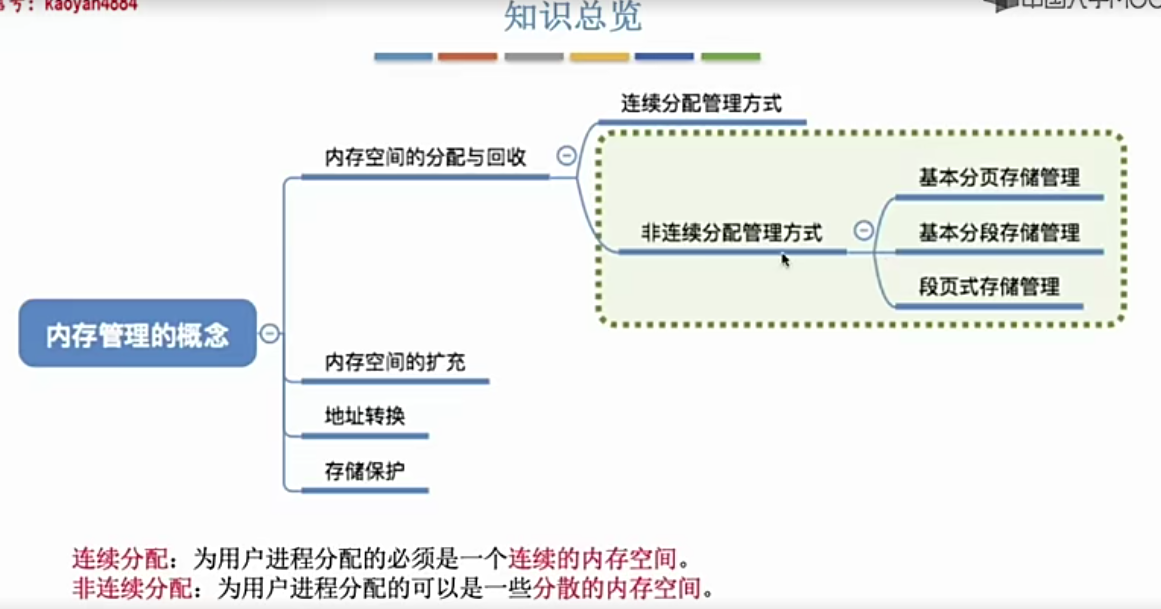 kaoyan4884
中国大学MOO
知识总览
连续分配管理方式
内存空间的分配与回收
基本分页存储管理
非连续分配管理方式
基本分段存储管理
段页式存储管理
内存管理的概念
内存空间的扩充
地址转换
存储保护
连续分配：为用户进程分配的必须是一个连续的内存空间。
非连续分配：为用户进程分配的可以是一些分散的内存空间。